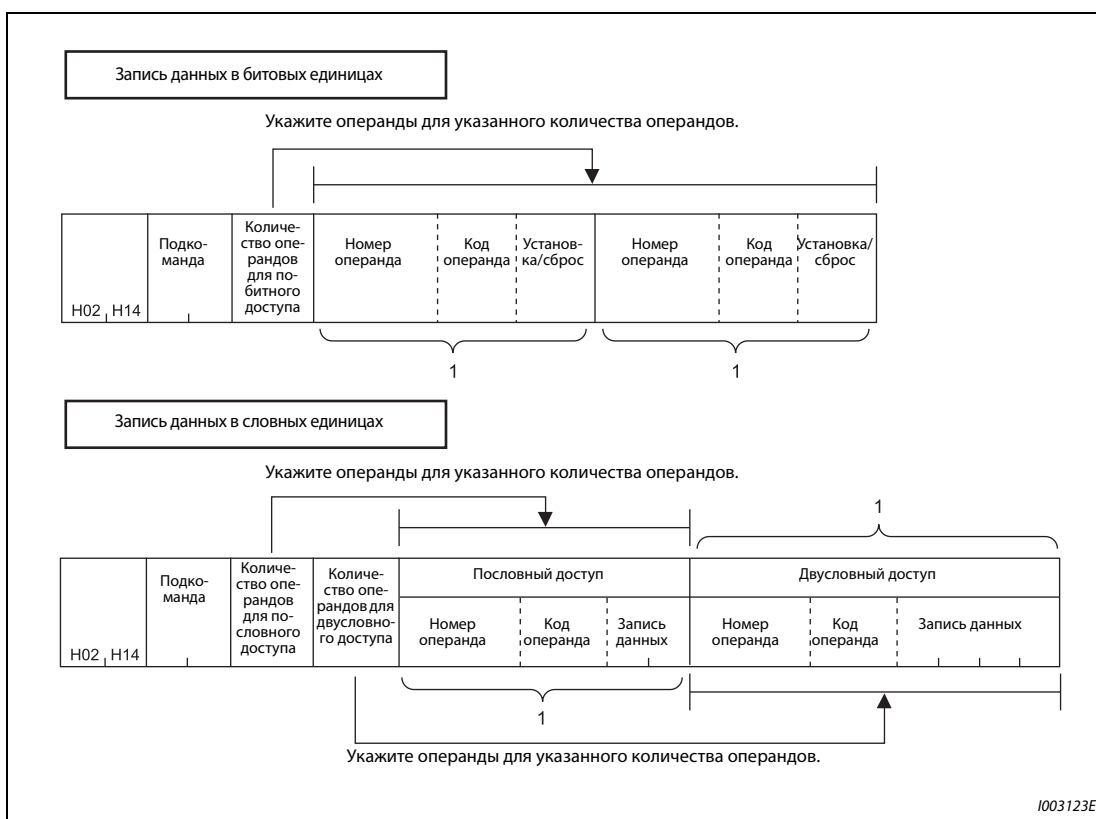 Запись данных в битовых единицах
Укажите операнды для указанного количества операндов.
H02 H14
Подко-
манда
Количе-
ство опе-
рандов
для по-
битного
доступа
Номер
операнда
Код
операнда
Установ-
ка/сброс
Номер
операнда
Код
операнда
Установка/
сброс
1
1
Запись данных в словных единицах
Укажите операнды для указанного количества операндов.
1
H02 H14
Подко-
манда
Количе-
ство опе-
рандов
для по-
словного
доступа
Количе-
ство опе-
рандов для
двусловно-
го доступа
Пословный доступ
Номер
операнда
Код
операнда
Запись
данных
Двусловный доступ
Номер
операнда
Код
операнда
Запись данных
1
Укажите операнды для указанного количества операндов.
I003123E